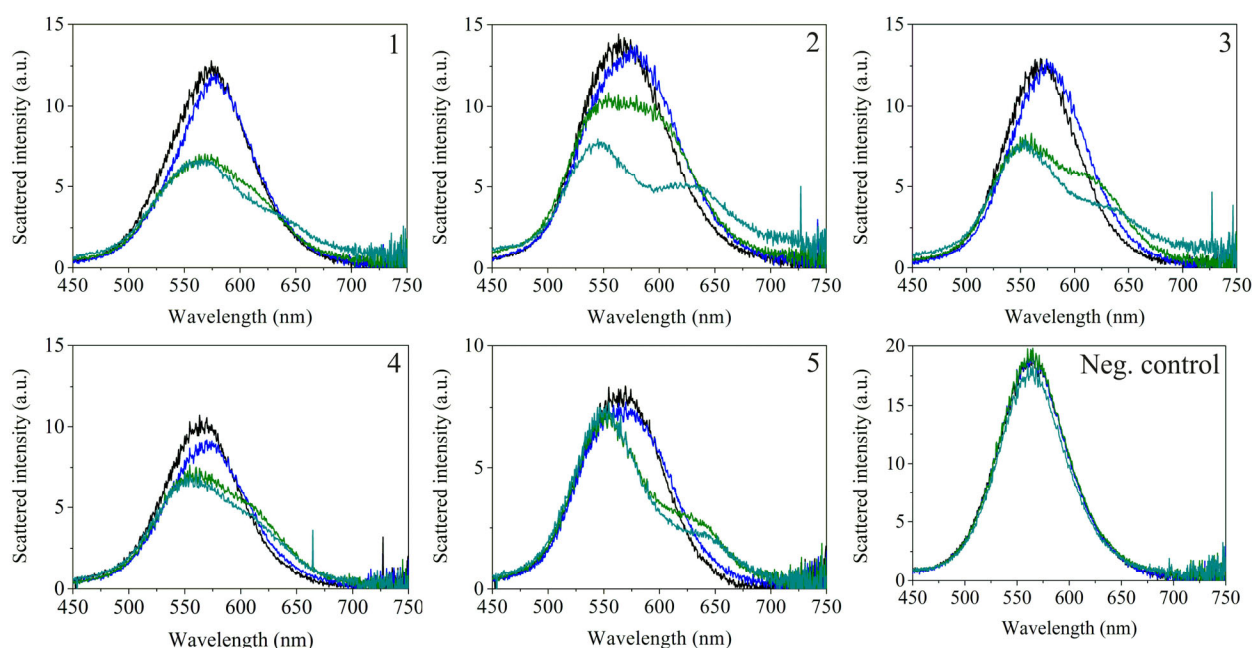 15 10 5 0
Scattered intensity (a.u.)
1
450 500 550 600 650 700 750
Wavelength (nm)
15 10 5 0
Scattered intensity (a.u.)
2
450 500 550 600 650 700 750
Wavelength (nm)
15 10 5 0
Scattered intensity (a.u.)
3
450 500 550 600 650 700 750
Wavelength (nm)
15 10 5 0
Scattered intensity (a.u.)
4
450 500 550 600 650 700 750
Wavelength (nm)
10 5 0
Scattered intensity (a.u.)
5
450 500 550 600 650 700 750
Wavelength (nm)
20 15 10 5 0
Scattered intensity (a.u.)
Neg. control
450 500 550 600 650 700 750
Wavelength (nm)